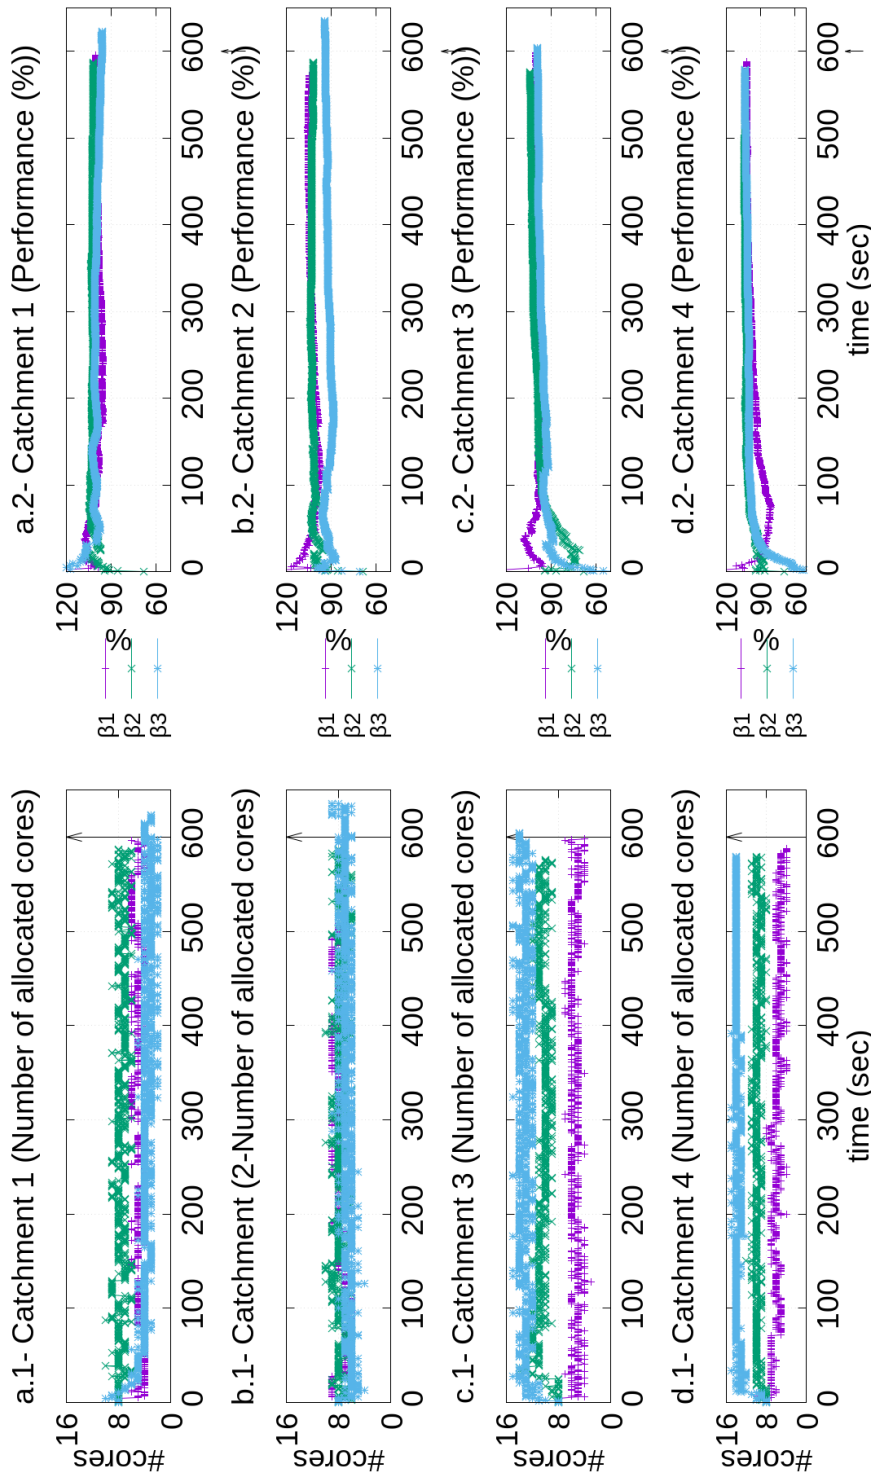 a.1- Catchment 1 (Number of allocated cores)
#cores
16
8
0
0 100 200 300 400 500 600
a.2- Catchment 1 (Performance (%))
β1
β2
β3
%
120
90
60
0 100 200 300 400 500 600
b.1- Catchment (2-Number of allocated cores)
#cores
16
8
0
0 100 200 300 400 500 600
b.2- Catchment 2 (Performance (%))
β1
β2
β3
%
120
90
60
0 100 200 300 400 500 600
c.1- Catchment 3 (Number of allocated cores)
#cores
16
8
0
0 100 200 300 400 500 600
c.2- Catchment 3 (Performance (%))
β1
β2
β3
%
120
90
60
0 100 200 300 400 500 600
d.1- Catchment 4 (Number of allocated cores)
#cores
16
8
0
0 100 200 300 400 500 600
time (sec)
d.2- Catchment 4 (Performance (%))
β1
β2
β3
%
120
90
60
0 100 200 300 400 500 600
time (sec)